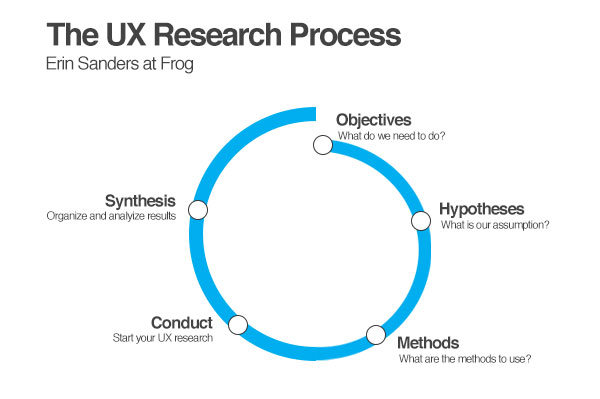 The UX Research Process
Erin Sanders at Frog
Objectives
What do we need to do?
Hypotheses
What is our assumption?
Methods
What are the methods to use?
Conduct
Start your UX research
Synthesis
Organize and analyize results